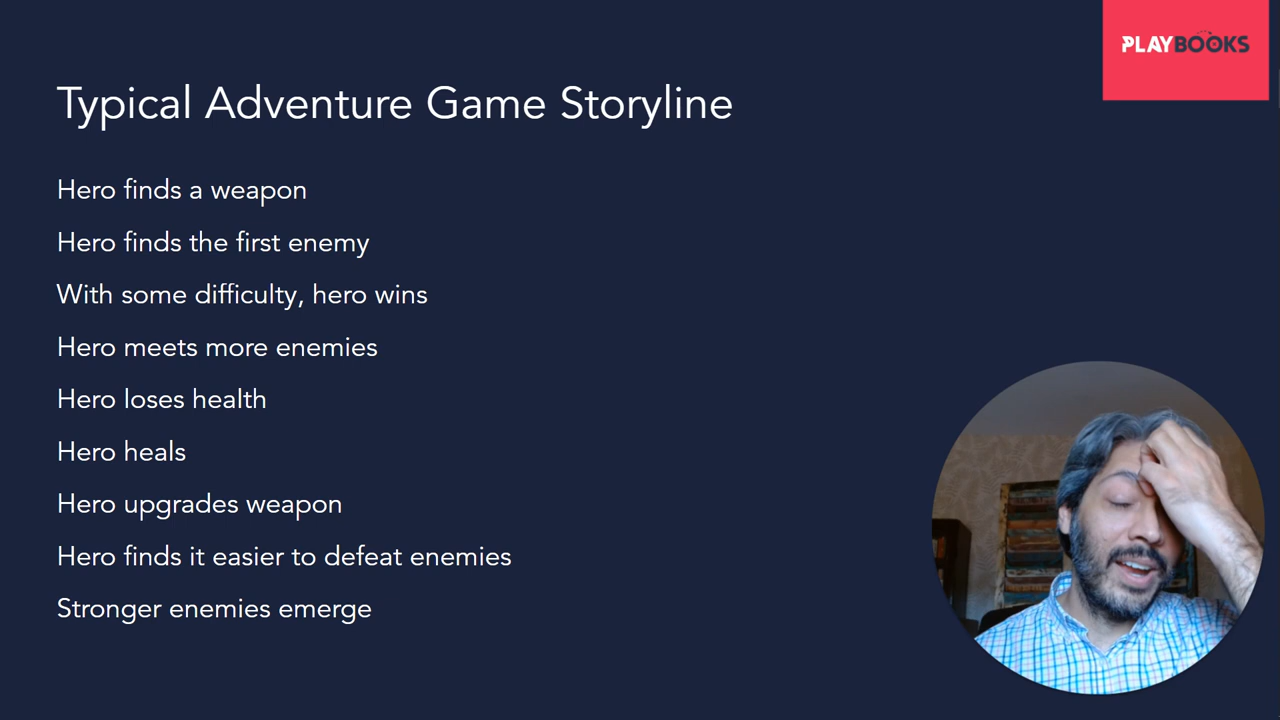 PLAYBOOKS
Typical Adventure Game Storyline
Hero finds a weapon
Hero finds the first enemy
With some difficulty, hero wins
Hero meets more enemies
Hero loses health
Hero heals
Hero upgrades weapon
Hero finds it easier to defeat enemies
Stronger enemies emerge